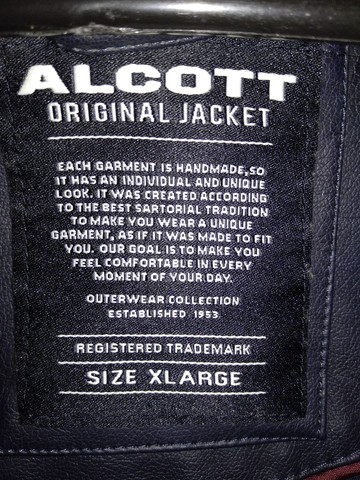 ALCOTT
ORIGINAL JACKET
EACH GARMENT IS HANDMADE, SO
IT HAS AN INDIVIDUAL AND UNIQUE
LOOK. IT WAS CREATED ACCORDING
TO THE BEST SARTORIAL TRADITION
TO MAKE YOU WEAR A UNIQUE
GARMENT, AS IF IT WAS MADE TO FIT
YOU. OUR GOAL IS TO MAKE YOU
FEEL COMFORTABLE IN EVERY
MOMENT OF YOUR DAY.
OUTERWEAR COLLECTION
ESTABLISHED 1953
REGISTERED TRADEMARK
SIZE XLARGE